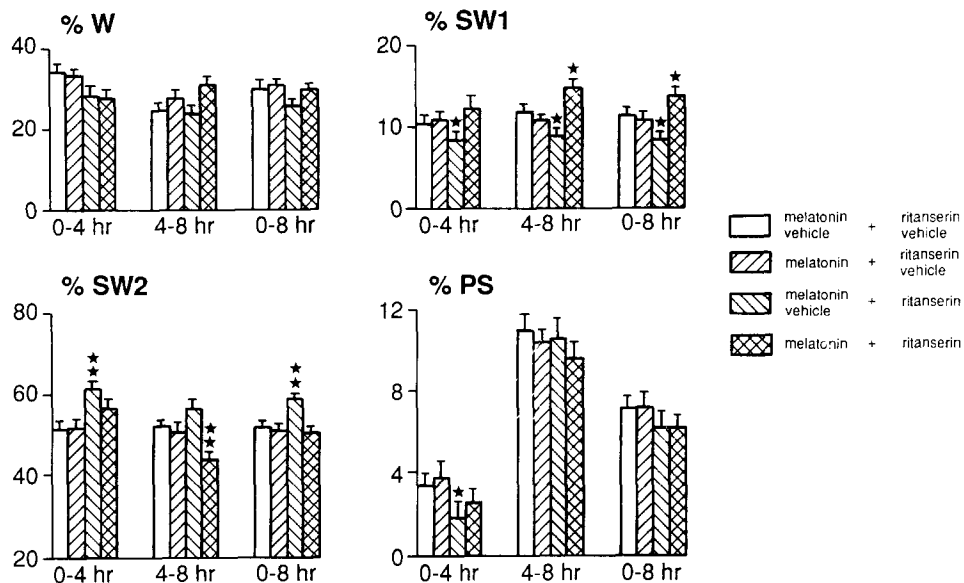 % W
40
20
0
0-4 hr 4-8 hr 0-8 hr
% SW1
20
10
0
0-4 hr 4-8 hr 0-8 hr
% SW2
80
60
40
20
0-4 hr 4-8 hr 0-8 hr
% PS
12
8
4
0
0-4 hr 4-8 hr 0-8 hr
melatonin vehicle + ritanserin vehicle
melatonin + ritanserin vehicle
melatonin vehicle + ritanserin
melatonin + ritanserin